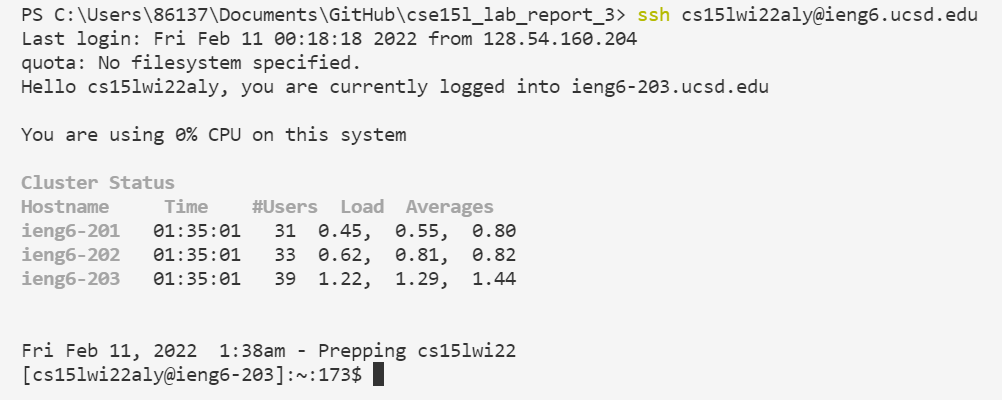 PS C:\Users\86137\Documents\GitHub\cse15l_lab_report_3> ssh cs15lwi22aly@ieng6.ucsd.edu
Last login: Fri Feb 11 00:18:18 2022 from 128.54.160.204
quota: No filesystem specified.
Hello cs15lwi22aly, you are currently logged into ieng6-203.ucsd.edu
You are using 0% CPU on this system
Cluster Status
Hostname     Time    #Users  Load  Averages
ieng6-201   01:35:01   31  0.45,  0.55,  0.80
ieng6-202   01:35:01   33  0.62,  0.81,  0.82
ieng6-203   01:35:01   39  1.22,  1.29,  1.44
Fri Feb 11, 2022  1:38am - Prepping cs15lwi22
[cs15lwi22aly@ieng6-203]:~:173$